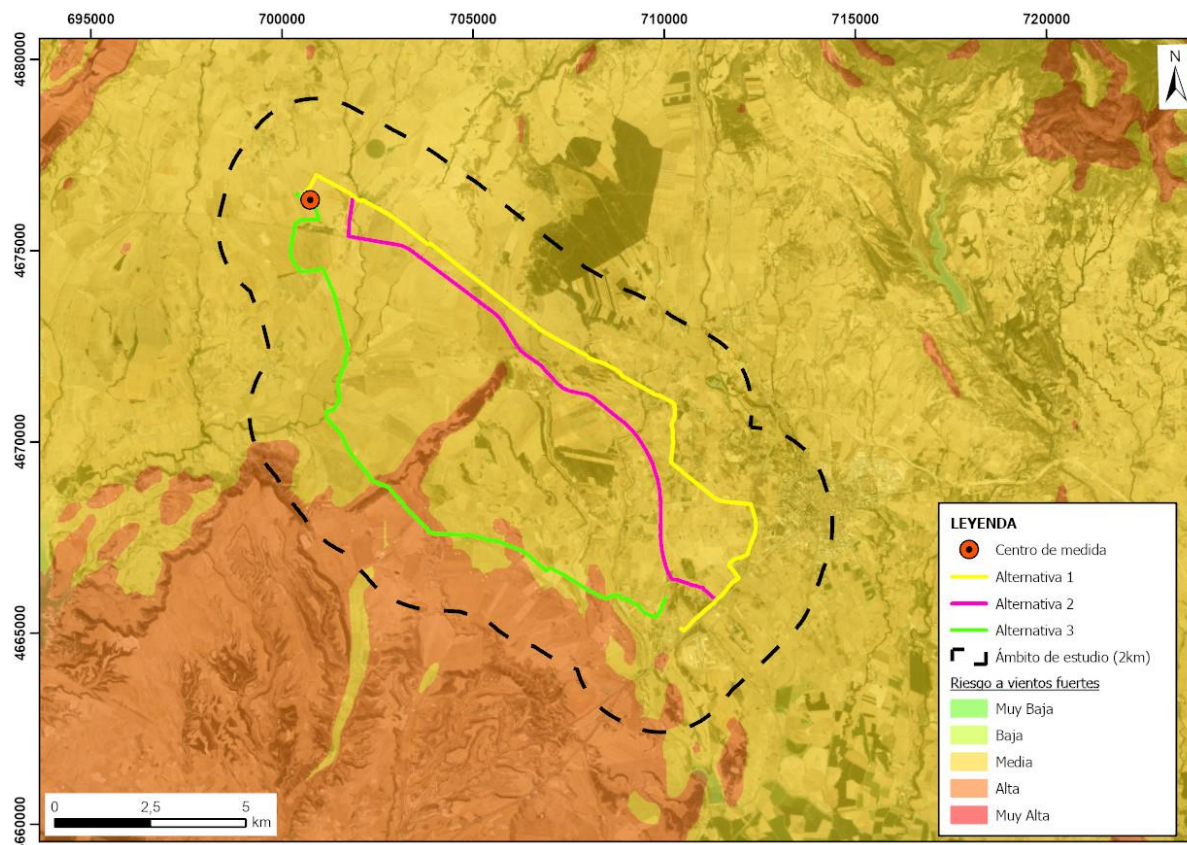 695000 700000 705000 710000 715000 720000
N
4680000
4675000
4670000
4665000
4660000
LEYENDA
Centro de medida
Alternativa 1
Alternativa 2
Alternativa 3
Ámbito de estudio (2km)
Riesgo a vientos fuertes
Muy Baja
Baja
Media
Alta
Muy Alta
0 2,5 5
km